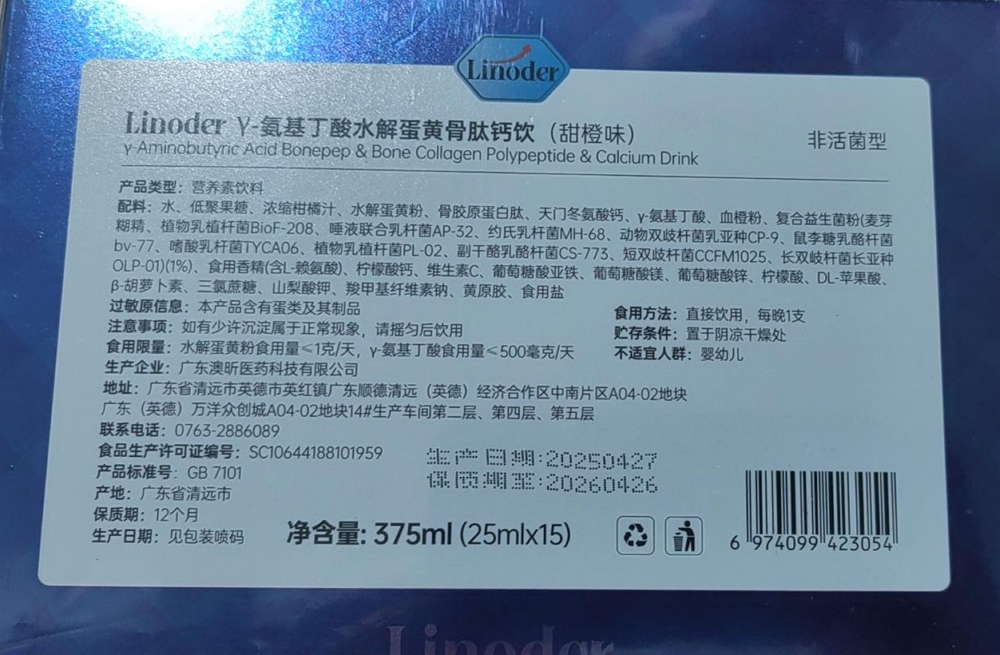 Linoder
Linoder γ-氨基丁酸水解蛋黄骨肽钙饮（甜橙味）
非活菌型
γ-Aminobutyric Acid Bonepep & Bone Collagen Polypeptide & Calcium Drink
产品类型：营养素饮料
配料：水、低聚果糖、浓缩柑橘汁、水解蛋黄粉、骨胶原蛋白肽、天门冬氨酸钙、γ-氨基丁酸、血橙粉、复合益生菌粉(麦芽
糊精、植物乳植杆菌BioF-208、唾液联合乳杆菌AP-32、约氏乳杆菌MH-68、动物双歧杆菌乳亚种CP-9、鼠李糖乳酪杆菌
bv-77、嗜酸乳杆菌TYCA06、植物乳植杆菌PL-02、副干酪乳酪杆菌CS-773、短双歧杆菌CCFM1025、长双歧杆菌长亚种
OLP-01)(1%)、食用香精(含L-赖氨酸)、柠檬酸钙、维生素C、葡萄糖酸亚铁、葡萄糖酸镁、葡萄糖酸锌、柠檬酸、DL-苹果酸、
β-胡萝卜素、三氯蔗糖、山梨酸钾、羧甲基纤维素钠、黄原胶、食用盐
过敏原信息：本产品含有蛋类及其制品
注意事项：如有少许沉淀属于正常现象，请摇匀后饮用
食用限量：水解蛋黄粉食用量≤1克/天，γ-氨基丁酸食用量≤500毫克/天
食用方法：直接饮用，每晚1支
贮存条件：置于阴凉干燥处
不适宜人群：婴幼儿
生产企业：广东澳昕医药科技有限公司
地址：广东省清远市英德市英红镇广东顺德清远（英德）经济合作区中南片区A04-02地块
广东（英德）万洋众创城A04-02地块14#生产车间第二层、第四层、第五层
联系电话：0763-2886089
食品生产许可证编号：SC10644188101959
产品标准号：GB 7101
产地：广东省清远市
保质期：12个月
生产日期：见包装喷码
生产日期:20250427
保质期至:20260426
净含量: 375ml (25mlx15)
6 974099 423054
Linoder